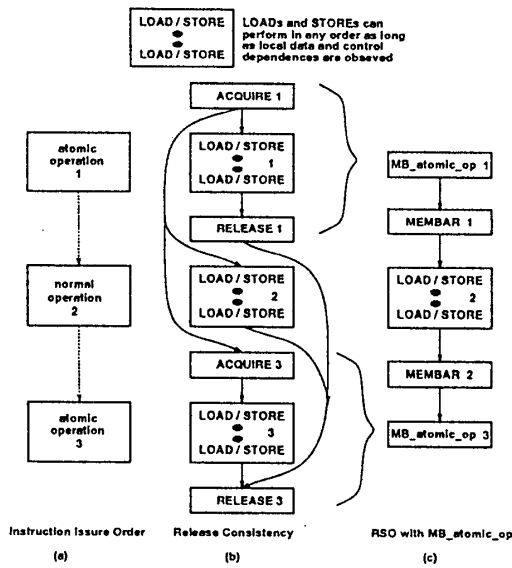 LOAD / STORE
LOAD / STORE
LOADs and STOREs can
perform in any order as long
as local data and control
dependences are obseved
ACQUIRE 1
LOAD / STORE
1
LOAD / STORE
RELEASE 1
LOAD / STORE
2
LOAD / STORE
ACQUIRE 3
LOAD / STORE
3
LOAD / STORE
RELEASE 3
atomic
operation
1
normal
operation
2
atomic
operation
3
MB_atomic_op 1
MEMBAR 1
LOAD / STORE
2
LOAD / STORE
MEMBAR 2
MB_atomic_op 3
Instruction Issure Order
Release Consistency
RSO with MB_atomic_op
(a)
(b)
(c)